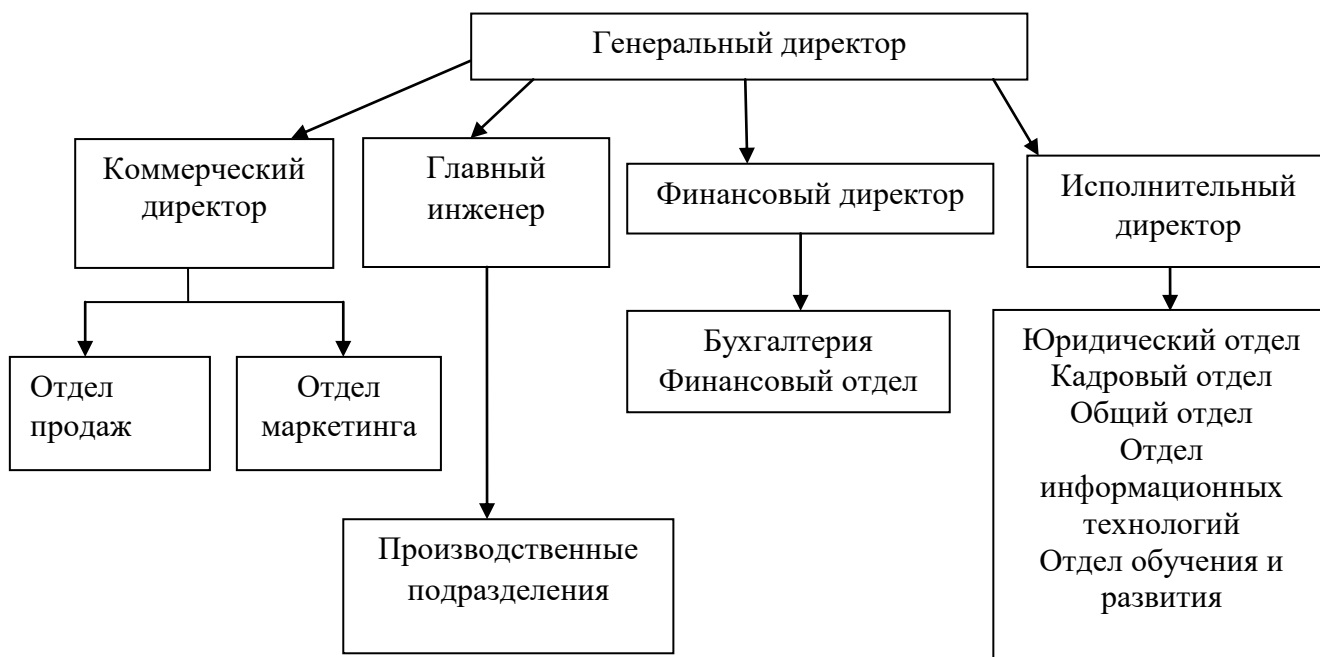 Генеральный директор
Коммерческий
директор
Главный
инженер
Финансовый директор
Исполнительный
директор
Отдел
продаж
Отдел
маркетинга
Производственные
подразделения
Бухгалтерия
Финансовый отдел
Юридический отдел
Кадровый отдел
Общий отдел
Отдел
информационных
технологий
Отдел обучения и
развития